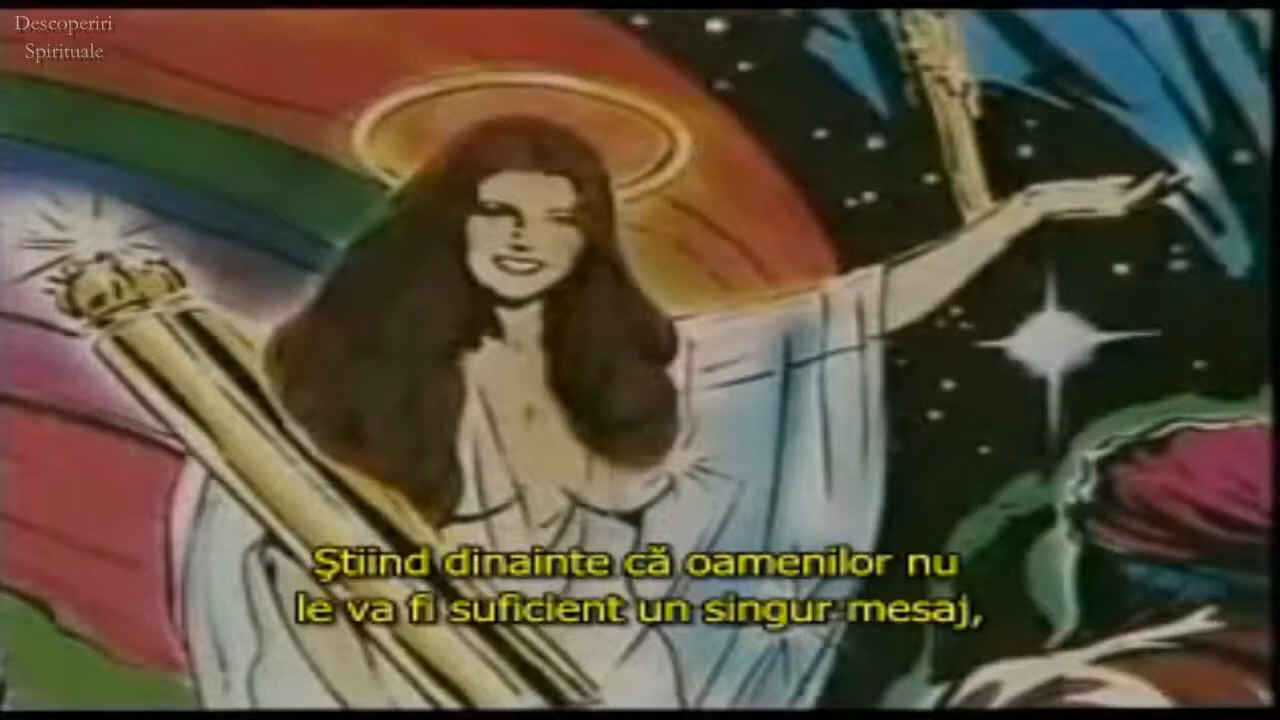 Descoperiri
Spirituale
Ştiind dinainte că oamenilor nu
le va fi suficient un singur mesaj,